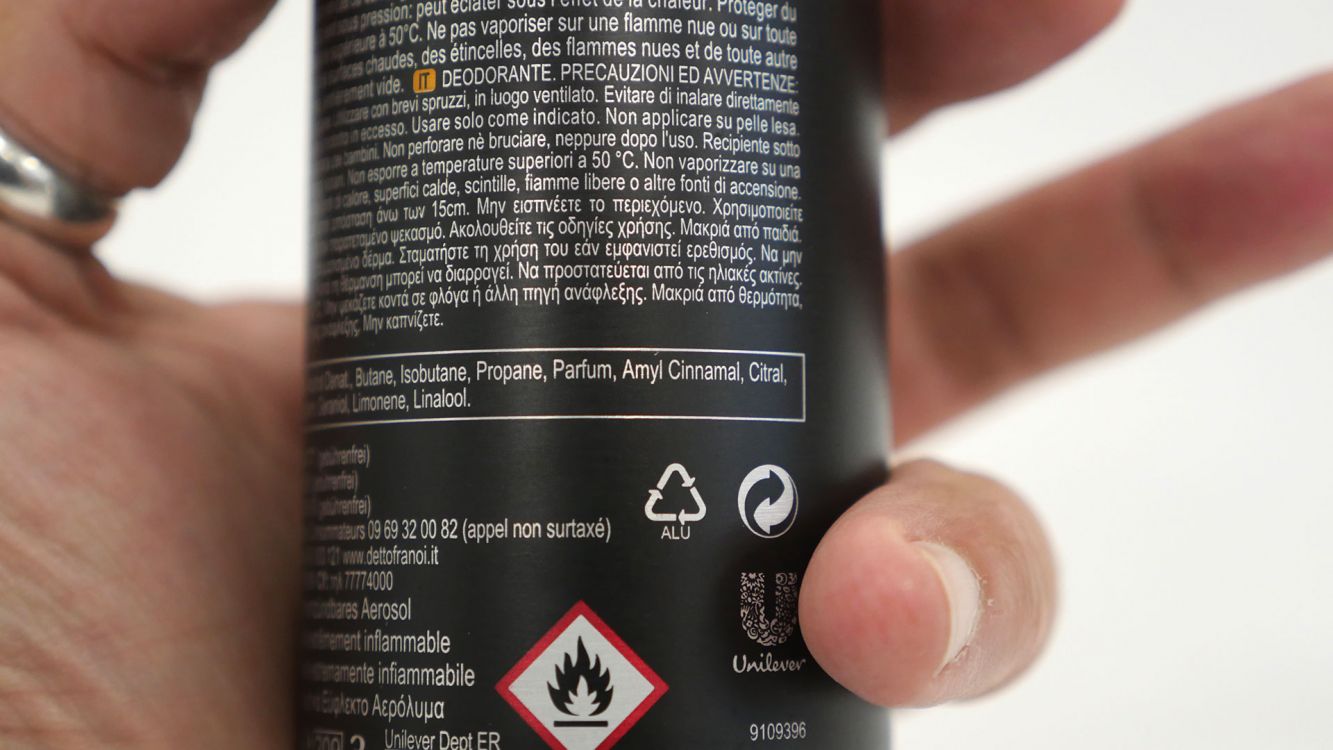 pression: peut éclater sous l'effet de la chaleur. Protéger du
à 50°C. Ne pas vaporiser sur une flamme nue ou sur toute
chaudes, des étincelles, des flammes nues et de toute autre
vide. IT DEODORANTE. PRECAUZIONI ED AVVERTENZE:
con brevi spruzzi, in luogo ventilato. Evitare di inalare direttamente
in eccesso. Usare solo come indicato. Non applicare su pelle lesa.
bambini. Non perforare nè bruciare, neppure dopo l'uso. Recipiente sotto
Non esporre a temperature superiori a 50 °C. Non vaporizzare su una
calore, superfici calde, scintille, fiamme libere o altre fonti di accensione.
άνω των 15cm. Μην εισπνέετε το περιεχόμενο. Χρησιμοποιείτε
ψεκασμό. Ακολουθείτε τις οδηγίες χρήσης. Μακριά από παιδιά.
δέρμα. Σταματήστε τη χρήση του εάν εμφανιστεί ερεθισμός. Να μην
θέρμανση μπορεί να διαρραγεί. Να προστατεύεται από τις ηλιακές ακτίνες.
ψεκάζετε κοντά σε φλόγα ή άλλη πηγή ανάφλεξης. Μακριά από θερμότητα,
Μην καπνίζετε.
Denat., Butane, Isobutane, Propane, Parfum, Amyl Cinnamal, Citral,
Geraniol, Limonene, Linalool.
09 69 32 00 82 (appel non surtaxé)
www.dettofranoi.it
77774000
ALU
Aerosol
inflammable
infiammabile
Αερόλυμα
Unilever
Unilever Dept ER
9109396